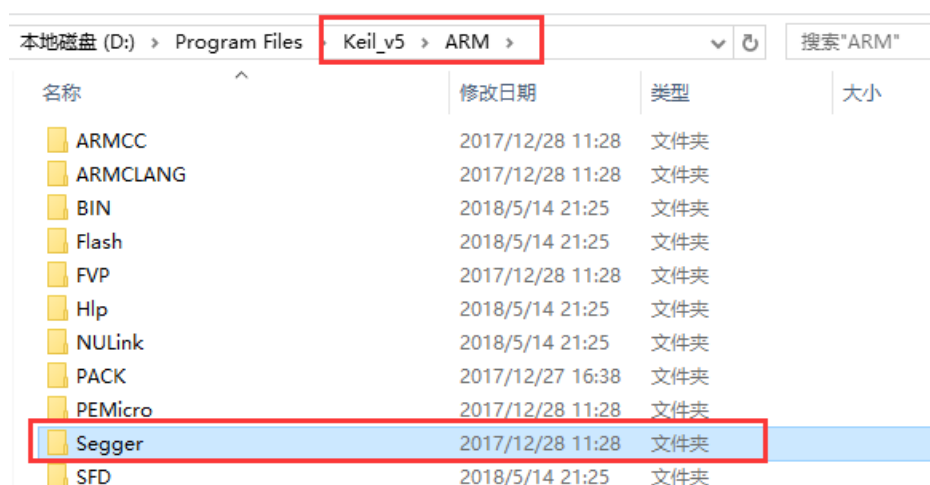 本地磁盘 (D:) › Program Files › Keil_v5 › ARM › 搜索"ARM"
名称 修改日期 类型 大小
ARMCC 2017/12/28 11:28 文件夹
ARMCLANG 2017/12/28 11:28 文件夹
BIN 2018/5/14 21:25 文件夹
Flash 2018/5/14 21:25 文件夹
FVP 2017/12/28 11:28 文件夹
Hlp 2018/5/14 21:25 文件夹
NULink 2018/5/14 21:25 文件夹
PACK 2017/12/27 16:38 文件夹
PEMicro 2017/12/28 11:28 文件夹
Segger 2017/12/28 11:28 文件夹
SFD 2018/5/14 21:25 文件夹